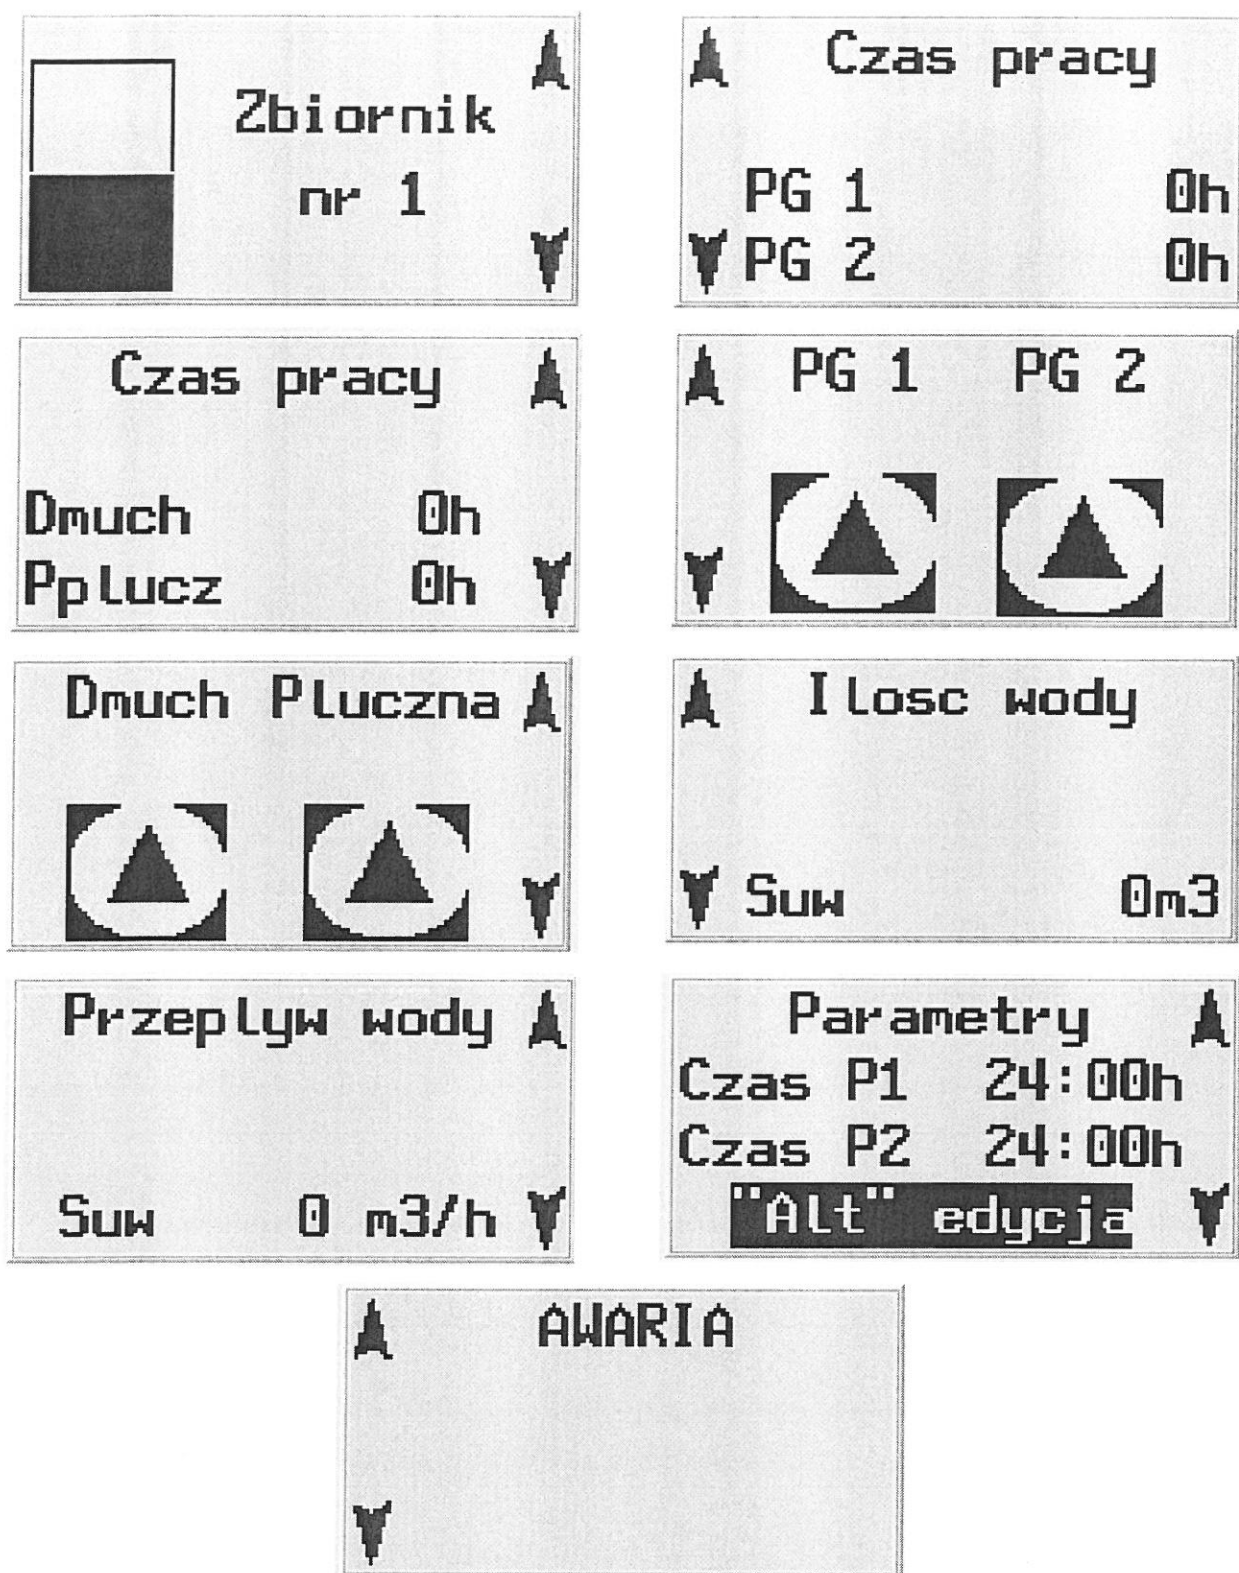 Zbiornik
nr 1
Czas pracy
PG 1 0h
PG 2 0h
Czas pracy
Dmuch 0h
Pplucz 0h
PG 1 PG 2
Dmuch Pluczna
Ilosc wody
Suw 0m3
Przeplyw wody
Suw 0 m3/h
Parametry
Czas P1 24:00h
Czas P2 24:00h
"Alt" edycja
AWARIA